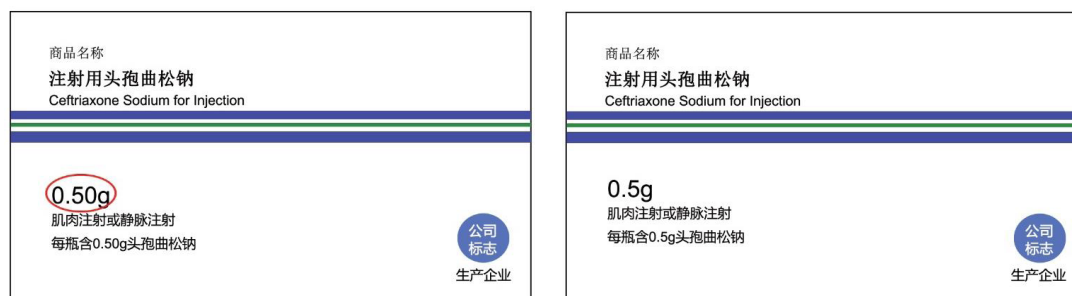 商品名称
注射用头孢曲松钠
Ceftriaxone Sodium for Injection
0.50g
肌肉注射或静脉注射
每瓶含0.50g头孢曲松钠
公司
标志
生产企业
商品名称
注射用头孢曲松钠
Ceftriaxone Sodium for Injection
0.5g
肌肉注射或静脉注射
每瓶含0.5g头孢曲松钠
公司
标志
生产企业